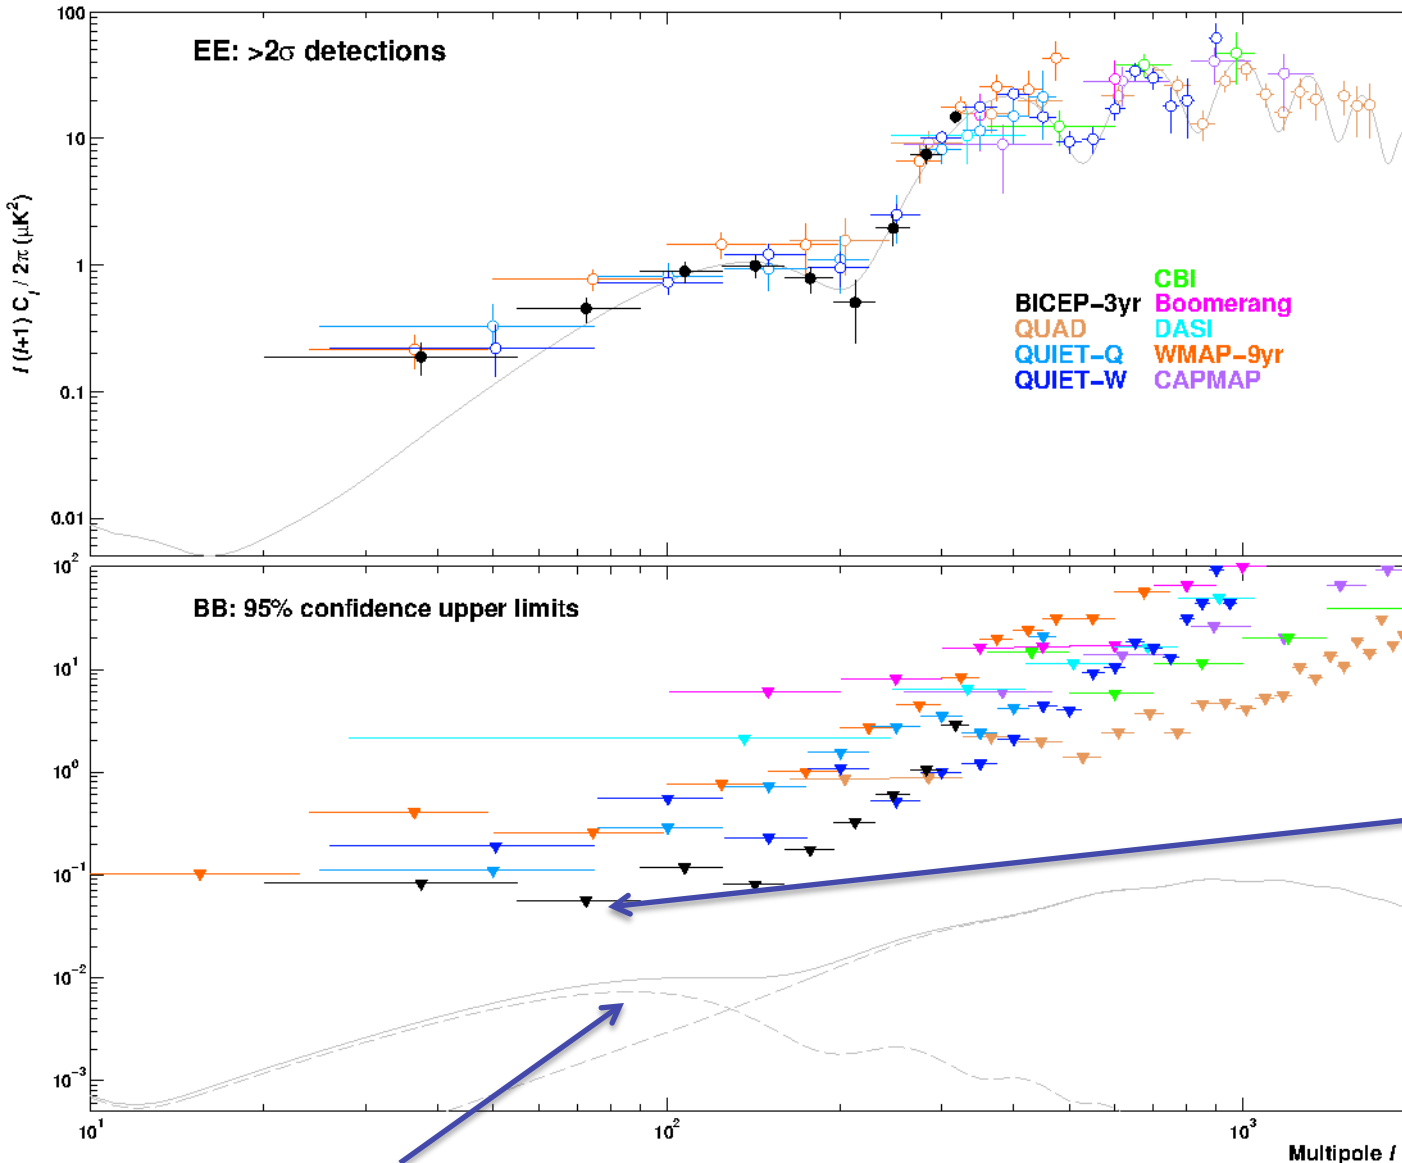 100
EE: >2σ detections
10
1
0.1
0.01
l (l+1) C_l / 2π (μK²)
CBI
BICEP−3yr Boomerang
QUAD DASI
QUIET−Q WMAP−9yr
QUIET−W CAPMAP
10²
BB: 95% confidence upper limits
10¹
10⁰
10⁻¹
10⁻²
10⁻³
10¹ 10² 10³
Multipole l